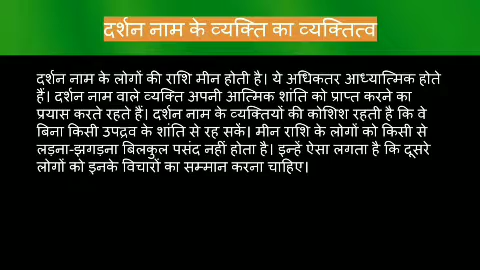 दर्शन नाम के व्यक्ति का व्यक्तित्व
दर्शन नाम के लोगों की राशि मीन होती है। ये अधिकतर आध्यात्मिक होते
हैं। दर्शन नाम वाले व्यक्ति अपनी आत्मिक शांति को प्राप्त करने का
प्रयास करते रहते हैं। दर्शन नाम के व्यक्तियों की कोशिश रहती है कि वे
बिना किसी उपद्रव के शांति से रह सकें। मीन राशि के लोगों को किसी से
लड़ना-झगड़ना बिलकुल पसंद नहीं होता है। इन्हें ऐसा लगता है कि दूसरे
लोगों को इनके विचारों का सम्मान करना चाहिए।